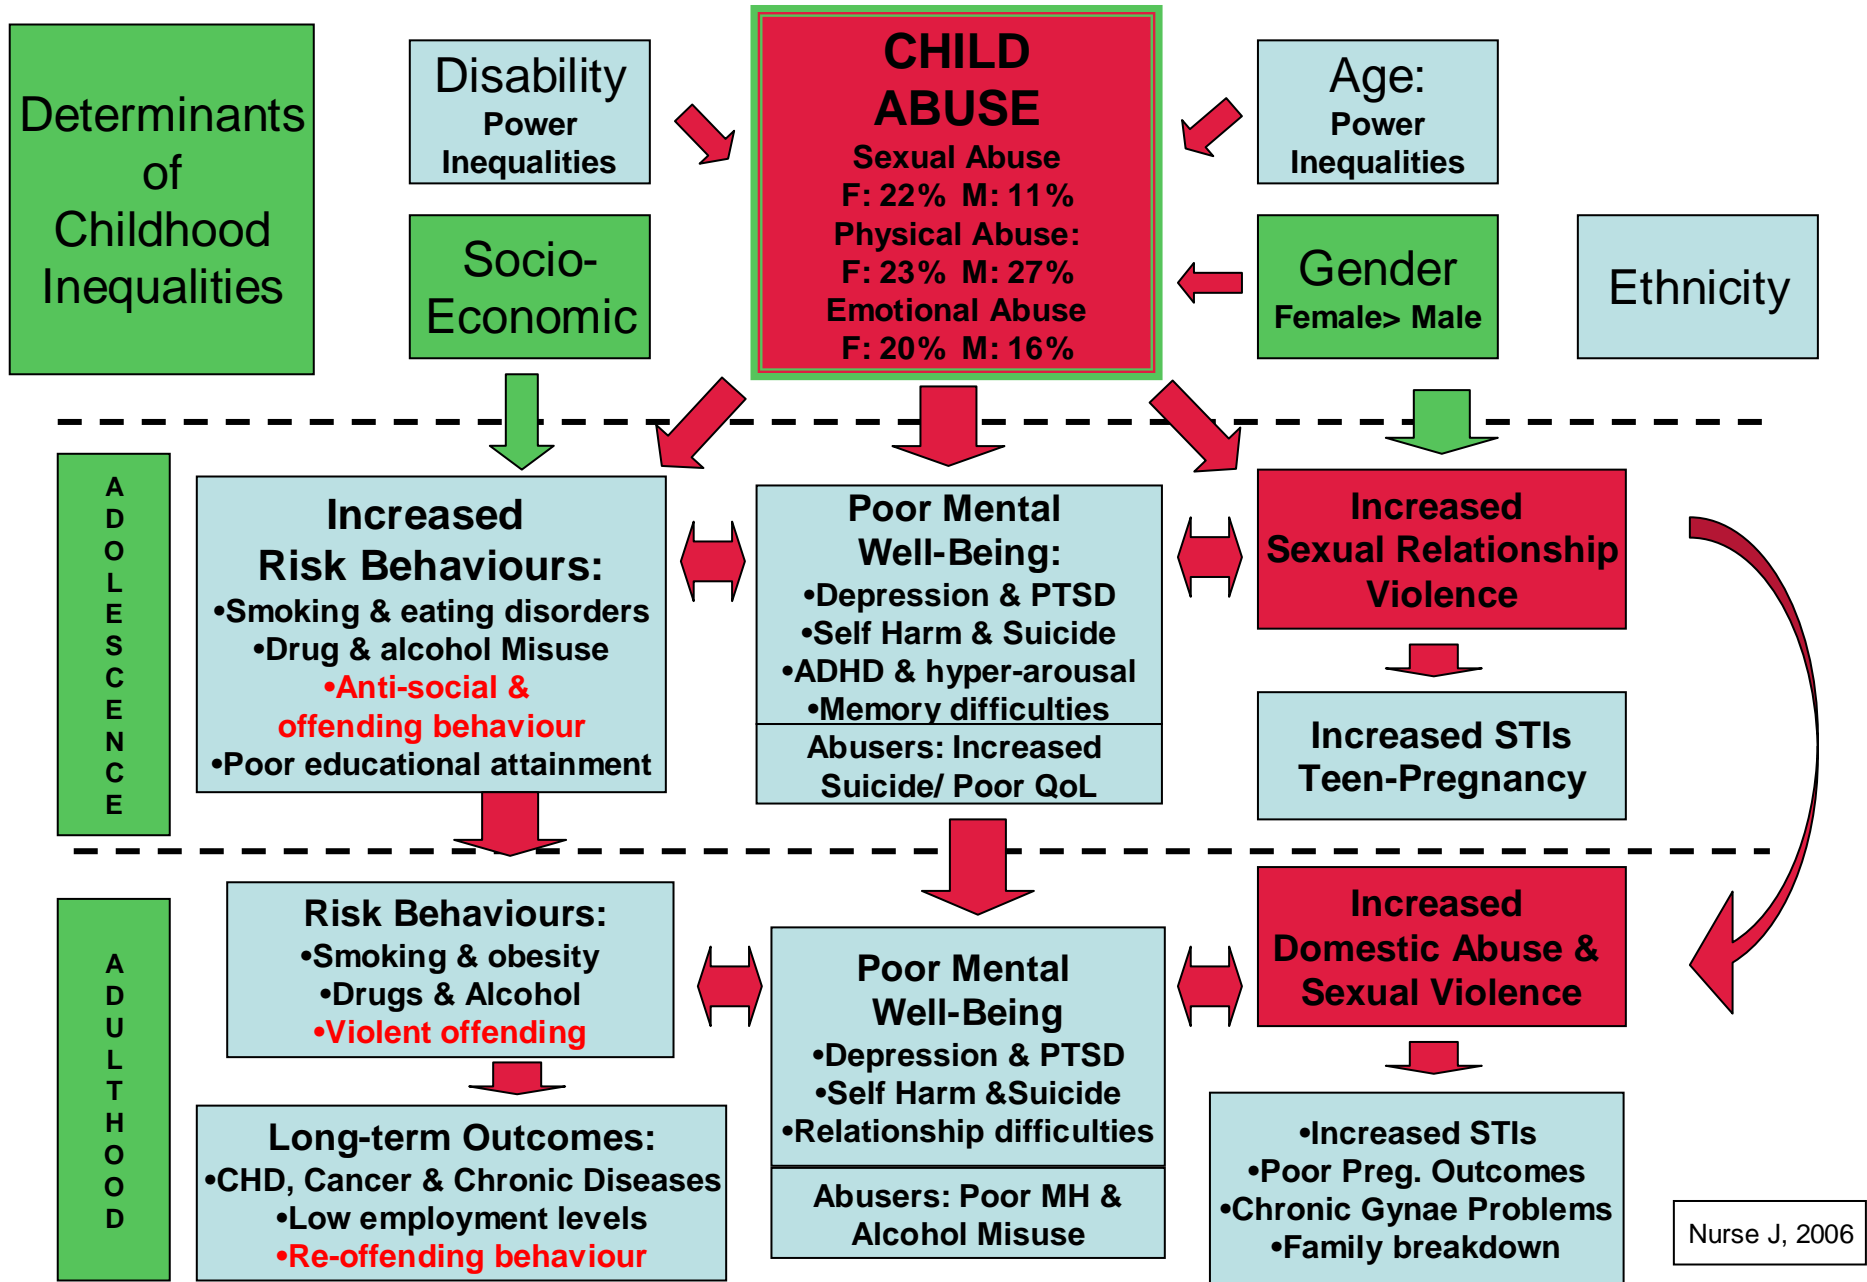 Determinants
of
Childhood
Inequalities
Disability
Power
Inequalities
Socio-
Economic
CHILD
ABUSE
Sexual Abuse
F: 22% M: 11%
Physical Abuse:
F: 23% M: 27%
Emotional Abuse
F: 20% M: 16%
Age:
Power
Inequalities
Gender
Female> Male
Ethnicity
ADOLESCENCE
Increased
Risk Behaviours:
•Smoking & eating disorders
•Drug & alcohol Misuse
•Anti-social &
offending behaviour
•Poor educational attainment
Poor Mental
Well-Being:
•Depression & PTSD
•Self Harm & Suicide
•ADHD & hyper-arousal
•Memory difficulties
Abusers: Increased
Suicide/ Poor QoL
Increased
Sexual Relationship
Violence
Increased STIs
Teen-Pregnancy
ADULTHOOD
Risk Behaviours:
•Smoking & obesity
•Drugs & Alcohol
•Violent offending
Long-term Outcomes:
•CHD, Cancer & Chronic Diseases
•Low employment levels
•Re-offending behaviour
Poor Mental
Well-Being
•Depression & PTSD
•Self Harm &Suicide
•Relationship difficulties
Abusers: Poor MH &
Alcohol Misuse
Increased
Domestic Abuse &
Sexual Violence
•Increased STIs
•Poor Preg. Outcomes
•Chronic Gynae Problems
•Family breakdown
Nurse J, 2006